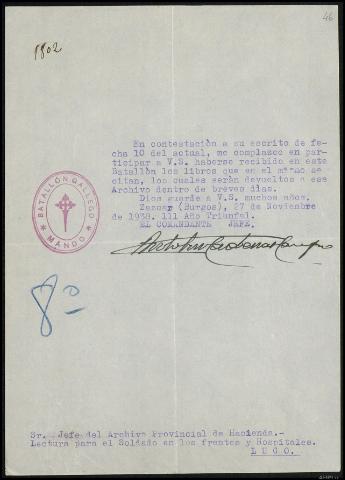 46
1802
En contestación a su escrito de fe-
cha 10 del actual, me complazco en par-
ticipar a V.S. haberse recibido en este
Batallón los libros que en el mismo se
citan, los cuales serán devueltos a ese
Archivo dentro de breves días.
Dios guarde a V.S. muchos años.
(Burgos), 27 de Noviembre
de 1938. III Año Triunfal.
EL COMANDANTE JEFE,
BATALLÓN GALLEGO
MANDO
8º
Sr. Jefe del Archivo Provincial de Hacienda.-
Lectura para el Soldado en los frentes y Hospitales.
LUGO.